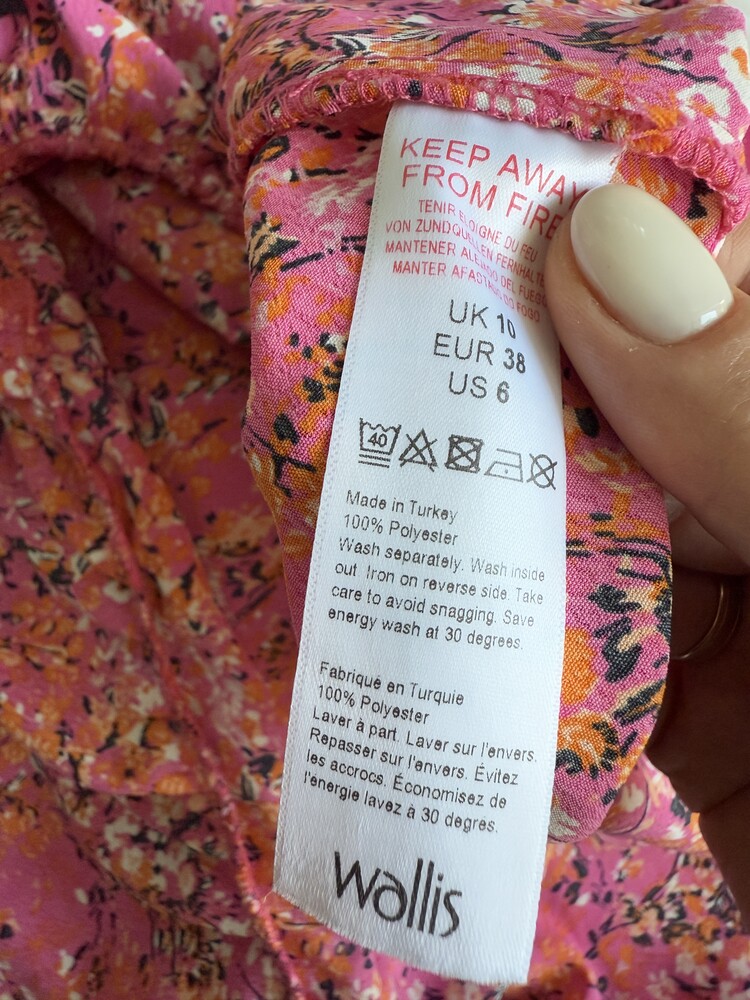 KEEP AWAY
FROM FIRE
TENIR ELOIGNE DU FEU
VON ZUNDQUELLEN FERNHALTE
MANTENER ALEJADO DEL FUEGO
MANTER AFASTADO DO FOGO
UK 10
EUR 38
US 6
40
Made in Turkey
100% Polyester
Wash separately. Wash inside
out. Iron on reverse side. Take
care to avoid snagging. Save
energy wash at 30 degrees.
Fabriqué en Turquie
100% Polyester
Laver à part. Laver sur l'envers.
Repasser sur l'envers. Évitez
les accrocs. Économisez de
l'énergie lavez à 30 degrés.
wallis